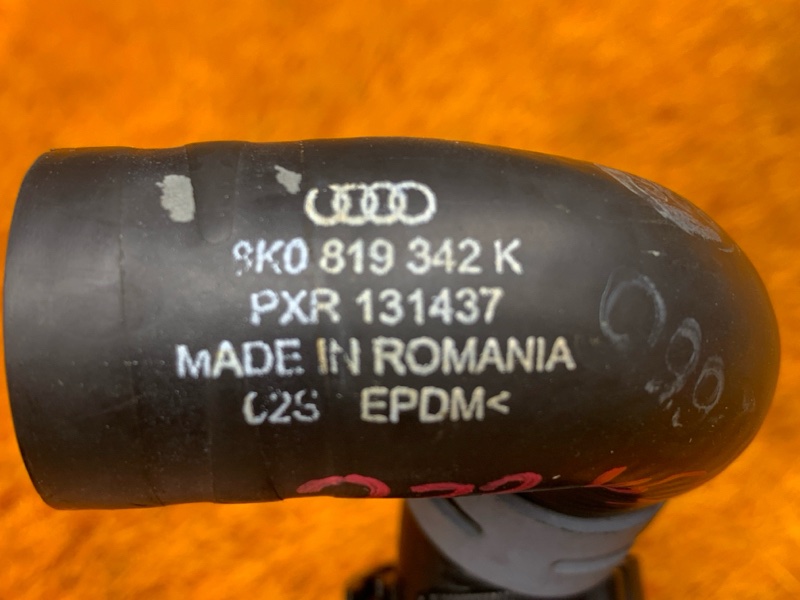 8K0 819 342 K
PXR 131437
MADE IN ROMANIA
02S EPDM<